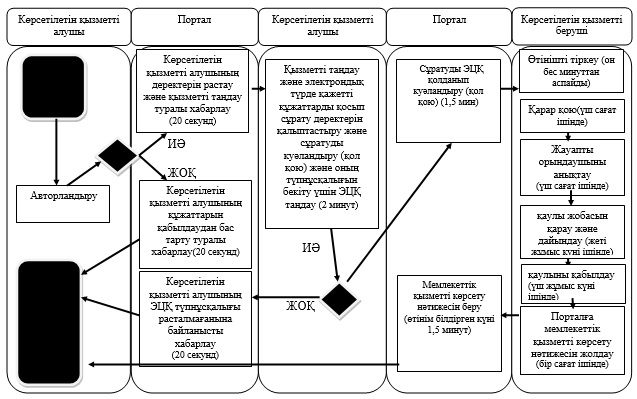 Көрсетілетін қызметті
алушы
Портал
Көрсетілетін қызметті
алушы
Портал
Көрсетілетін қызметті
беруші
Авторландыру
Көрсетілетін
қызметті алушының
деректерін растау
және қызметті таңдау
туралы хабарлау
(20 секунд)
ИӘ
ЖОҚ
Көрсетілетін
қызметті алушының
құжаттарын
қабылдаудан бас
тарту туралы
хабарлау(20 секунд)
Көрсетілетін
қызметті алушының
ЭЦҚ түпнұсқалығы
расталмағанына
байланысты
хабарлау
(20 секунд)
Қызметті таңдау
және электрондық
түрде қажетті
құжаттарды қосып
сұрату деректерін
қалыптастыру және
сұратуды
куәландыру (қол
қою) және оның
түпнұсқалығын
бекіту үшін ЭЦҚ
таңдау (2 минут)
ИӘ
ЖОҚ
Сұратуды ЭЦҚ
қолданып
куәландыру (қол
қою) (1,5 мин)
Мемлекеттік
қызметті көрсету
нәтижесін беру
(өтінім білдірген күні
1,5 минут)
Өтінішті тіркеу (он
бес минуттан
аспайды)
Қарар қою(үш сағат
ішінде)
Жауапты
орындаушыны
анықтау
(үш сағат ішінде)
қаулы жобасын
қарау және
дайындау (жеті
жұмыс күні ішінде)
қаулыны қабылдау
(үш жұмыс күні
ішінде)
Порталға
мемлекеттік
қызметті көрсету
нәтижесін жолдау
(бір сағат ішінде)